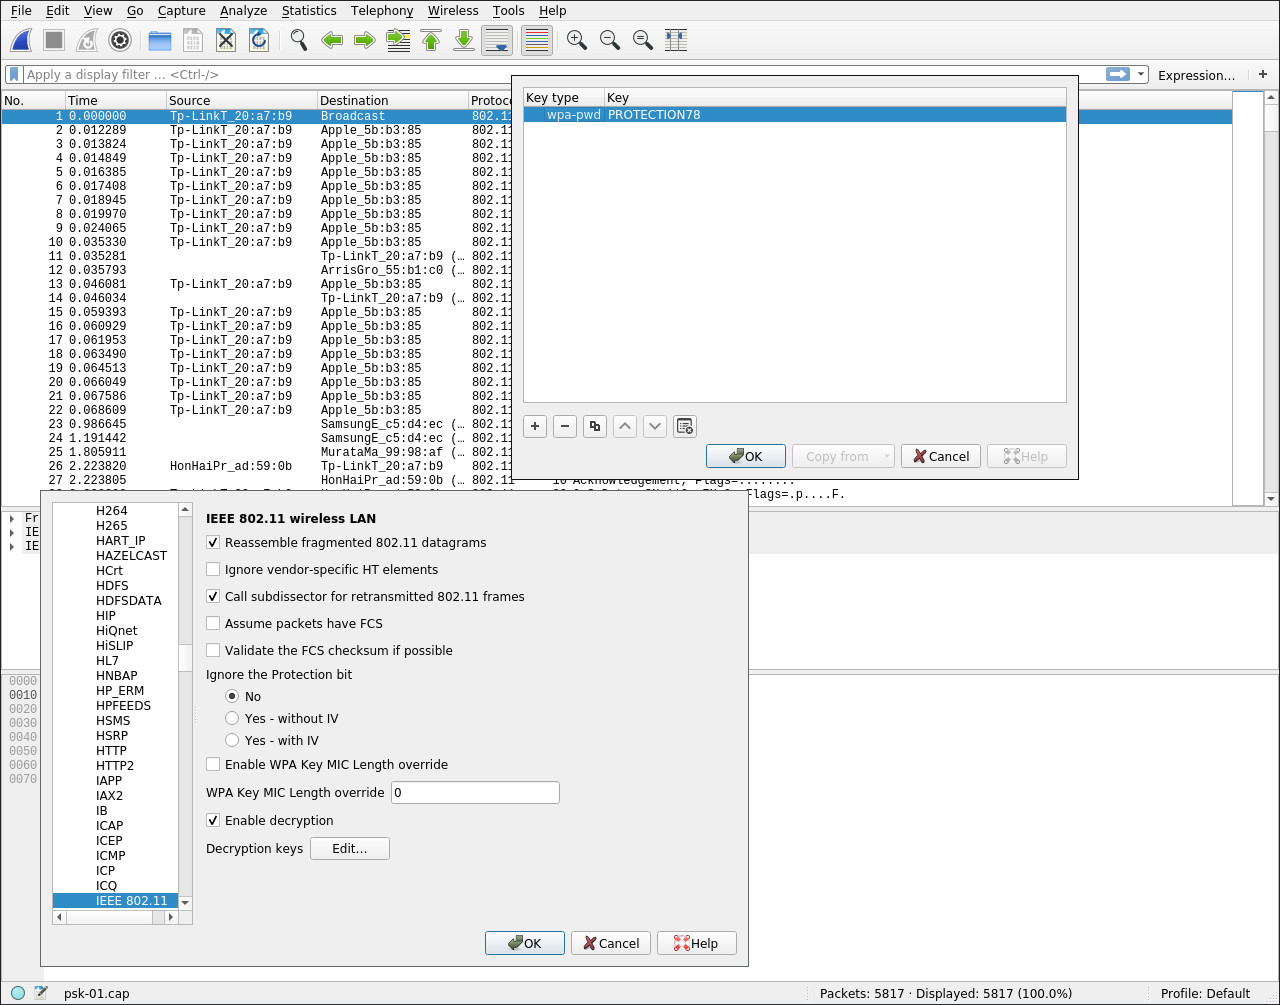 File Edit View Go Capture Analyze Statistics Telephony Wireless Tools Help
Apply a display filter ... <Ctrl-/>
Expression... +
No. Time Source Destination
1 0.000000 Tp-LinkT_20:a7:b9 Broadcast 802.11
2 0.012289 Tp-LinkT_20:a7:b9 Apple_5b:b3:85 802.11
3 0.013824 Tp-LinkT_20:a7:b9 Apple_5b:b3:85 802.11
4 0.014849 Tp-LinkT_20:a7:b9 Apple_5b:b3:85 802.11
5 0.016385 Tp-LinkT_20:a7:b9 Apple_5b:b3:85 802.11
6 0.017408 Tp-LinkT_20:a7:b9 Apple_5b:b3:85 802.11
7 0.018945 Tp-LinkT_20:a7:b9 Apple_5b:b3:85 802.11
8 0.019970 Tp-LinkT_20:a7:b9 Apple_5b:b3:85 802.11
9 0.024065 Tp-LinkT_20:a7:b9 Apple_5b:b3:85 802.11
10 0.035330 Tp-LinkT_20:a7:b9 Apple_5b:b3:85 802.11
11 0.035281 Tp-LinkT_20:a7:b9 (… 802.11
12 0.035793 ArrisGro_55:b1:c0 (… 802.11
13 0.046081 Tp-LinkT_20:a7:b9 Apple_5b:b3:85 802.11
14 0.046034 Tp-LinkT_20:a7:b9 (… 802.11
15 0.059393 Tp-LinkT_20:a7:b9 Apple_5b:b3:85 802.11
16 0.060929 Tp-LinkT_20:a7:b9 Apple_5b:b3:85 802.11
17 0.061953 Tp-LinkT_20:a7:b9 Apple_5b:b3:85 802.11
18 0.063490 Tp-LinkT_20:a7:b9 Apple_5b:b3:85 802.11
19 0.064513 Tp-LinkT_20:a7:b9 Apple_5b:b3:85 802.11
20 0.066049 Tp-LinkT_20:a7:b9 Apple_5b:b3:85 802.11
21 0.067586 Tp-LinkT_20:a7:b9 Apple_5b:b3:85 802.11
22 0.068609 Tp-LinkT_20:a7:b9 Apple_5b:b3:85 802.11
23 0.986645 SamsungE_c5:d4:ec (… 802.11
24 1.191442 SamsungE_c5:d4:ec (… 802.11
25 1.805911 MurataMa_99:98:af (… 802.11
26 2.223820 HonHaiPr_ad:59:0b Tp-LinkT_20:a7:b9 802.11
27 2.223805 HonHaiPr_ad:59:0b (… 802.11
Flags=.p....F.
Key type Key
wpa-pwd PROTECTION78
OK Copy from Cancel Help
H264
H265
HART_IP
HAZELCAST
HCrt
HDFS
HDFSDATA
HIP
HiQnet
HiSLIP
HL7
HNBAP
HP_ERM
HPFEEDS
HSMS
HSRP
HTTP
HTTP2
IAPP
IAX2
IB
ICAP
ICEP
ICMP
ICP
ICQ
IEEE 802.11
IEEE 802.11 wireless LAN
Reassemble fragmented 802.11 datagrams
Ignore vendor-specific HT elements
Call subdissector for retransmitted 802.11 frames
Assume packets have FCS
Validate the FCS checksum if possible
Ignore the Protection bit
No
Yes - without IV
Yes - with IV
Enable WPA Key MIC Length override
WPA Key MIC Length override 0
Enable decryption
Decryption keys Edit...
OK Cancel Help
Fr
IE
IE
0000
0010
0020
0030
0040
0050
0060
0070
psk-01.cap
Packets: 5817 · Displayed: 5817 (100.0%)
Profile: Default